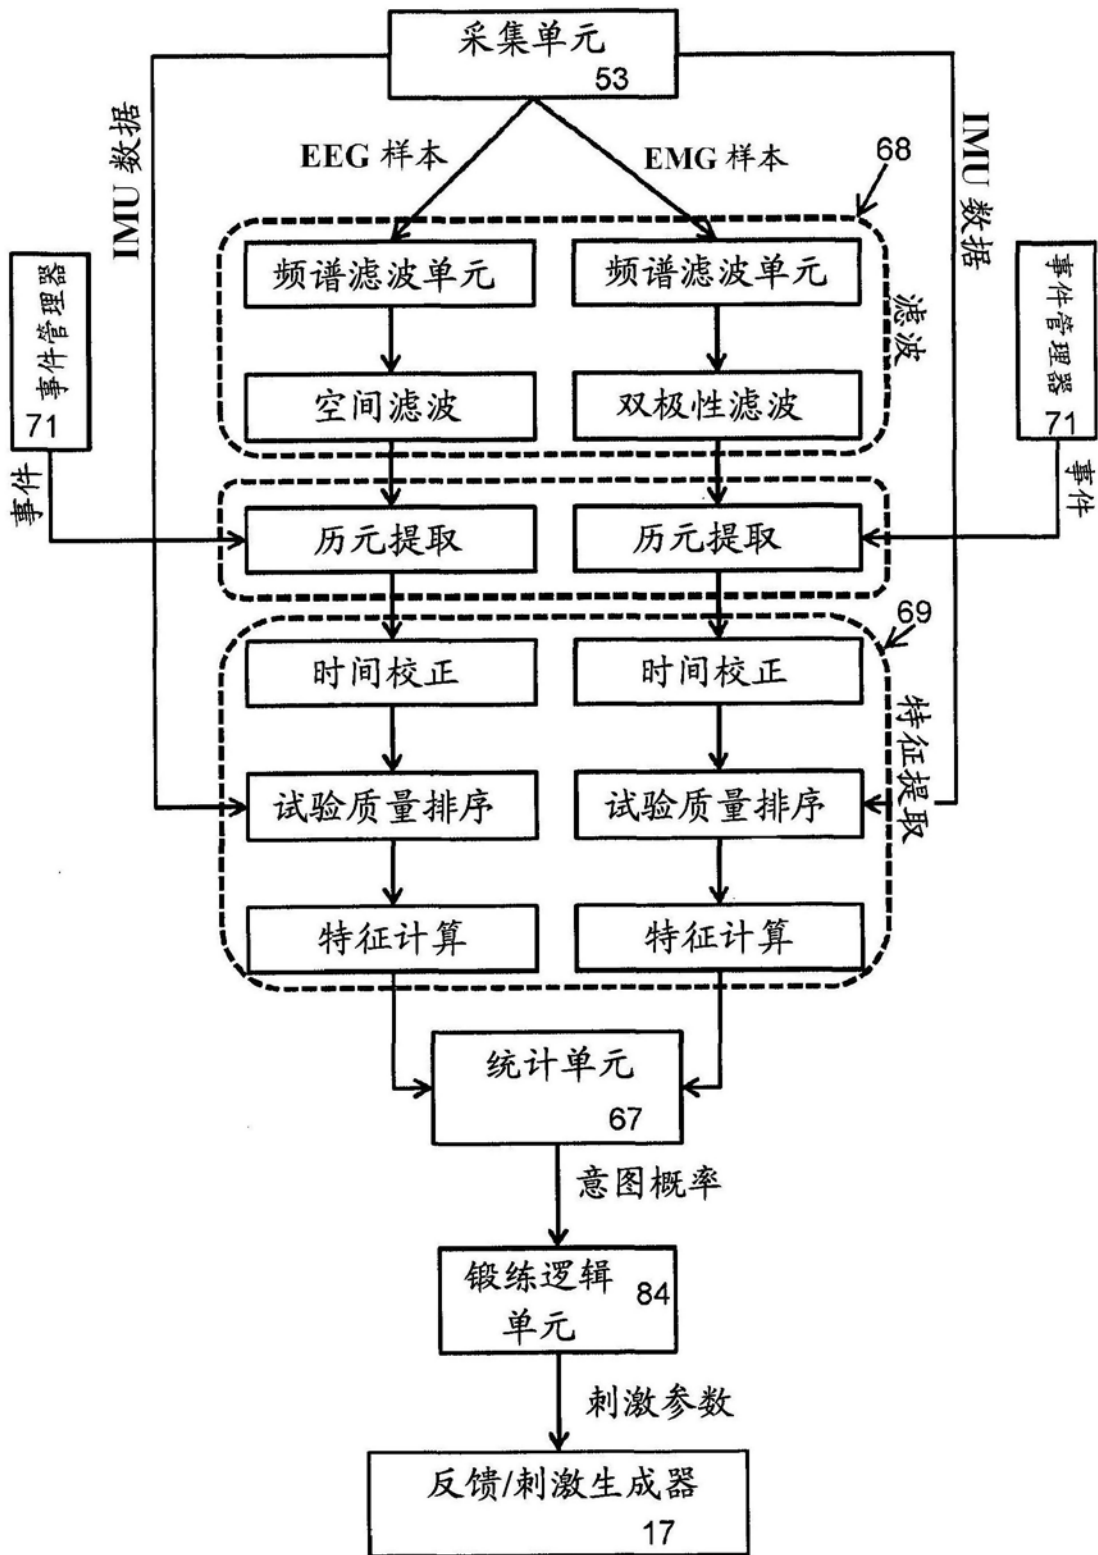 采集单元
53
IMU 数据
EEG 样本
EMG 样本
68
IMU 数据
频谱滤波单元
频谱滤波单元
滤波
事件管理器
71
事件管理器
71
空间滤波
双极性滤波
事件
事件
历元提取
历元提取
69
时间校正
时间校正
特征提取
试验质量排序
试验质量排序
特征计算
特征计算
统计单元
67
意图概率
锻炼逻辑
单元
84
刺激参数
反馈/刺激生成器
17